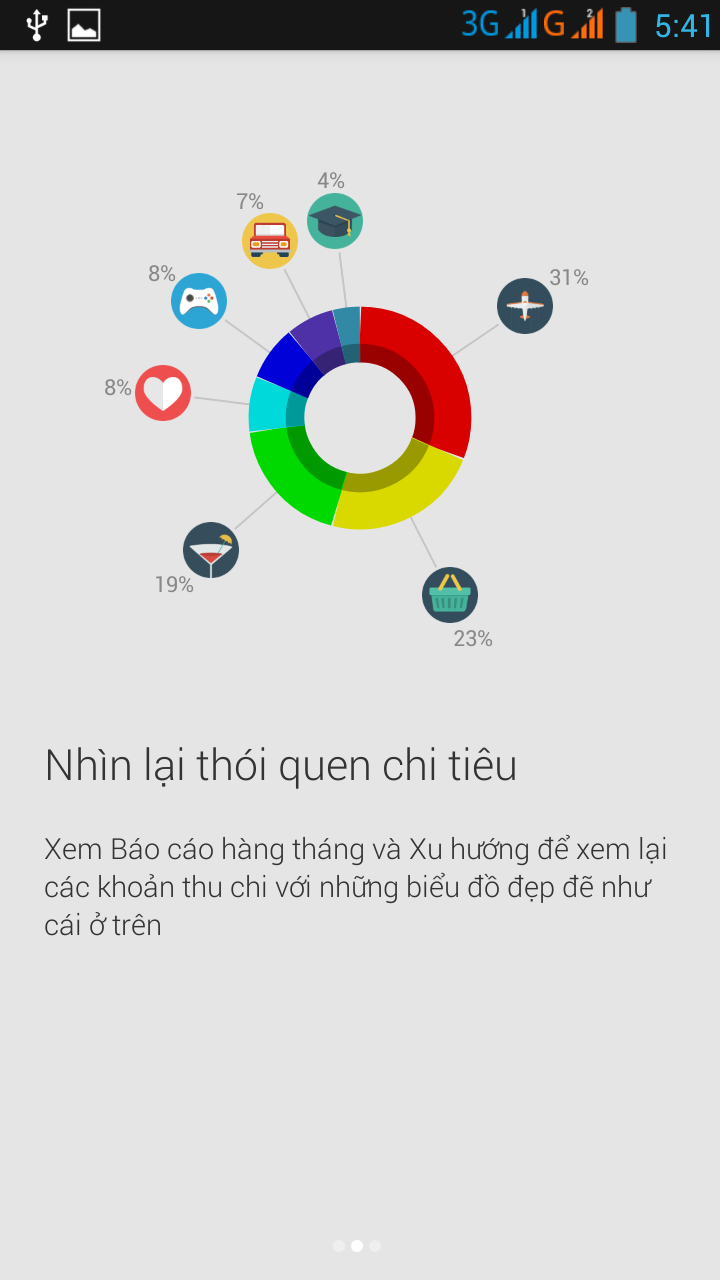 3G 1 G 2 5:41
4%
7%
8%
31%
8%
19%
23%
Nhìn lại thói quen chi tiêu
Xem Báo cáo hàng tháng và Xu hướng để xem lại
các khoản thu chi với những biểu đồ đẹp đẽ như
cái ở trên